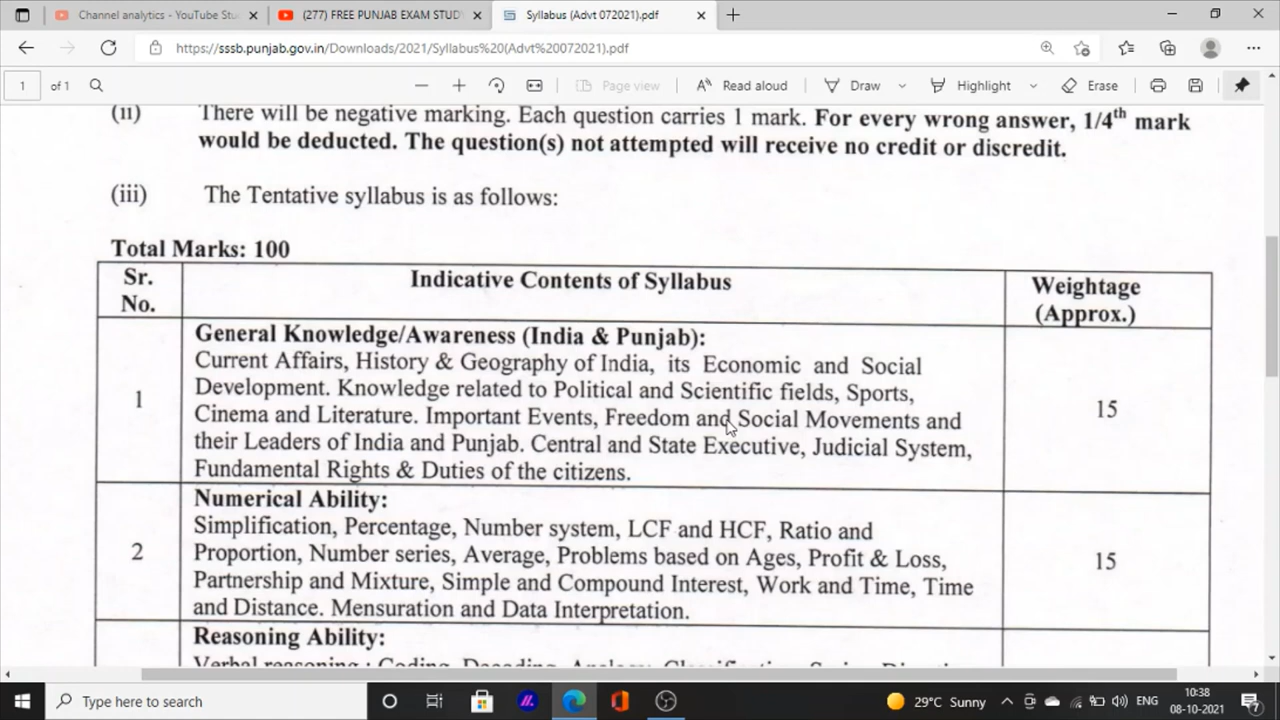 Channel analytics - YouTube Stu
(277) FREE PUNJAB EXAM STUD
Syllabus (Advt 072021).pdf
https://sssb.punjab.gov.in/Downloads/2021/Syllabus%20(Advt%20072021).pdf
1 of 1 Page view Read aloud Draw Highlight Erase
(ii) There will be negative marking. Each question carries 1 mark. For every wrong answer, 1/4th mark
would be deducted. The question(s) not attempted will receive no credit or discredit.
(iii) The Tentative syllabus is as follows:
Total Marks: 100
Sr. No.
Indicative Contents of Syllabus
Weightage
(Approx.)
1
General Knowledge/Awareness (India & Punjab):
Current Affairs, History & Geography of India, its Economic and Social
Development. Knowledge related to Political and Scientific fields, Sports,
Cinema and Literature. Important Events, Freedom and Social Movements and
their Leaders of India and Punjab. Central and State Executive, Judicial System,
Fundamental Rights & Duties of the citizens.
15
2
Numerical Ability:
Simplification, Percentage, Number system, LCF and HCF, Ratio and
Proportion, Number series, Average, Problems based on Ages, Profit & Loss,
Partnership and Mixture, Simple and Compound Interest, Work and Time, Time
and Distance. Mensuration and Data Interpretation.
15
Reasoning Ability:
Type here to search
29°C Sunny
ENG
10:38
08-10-2021
7